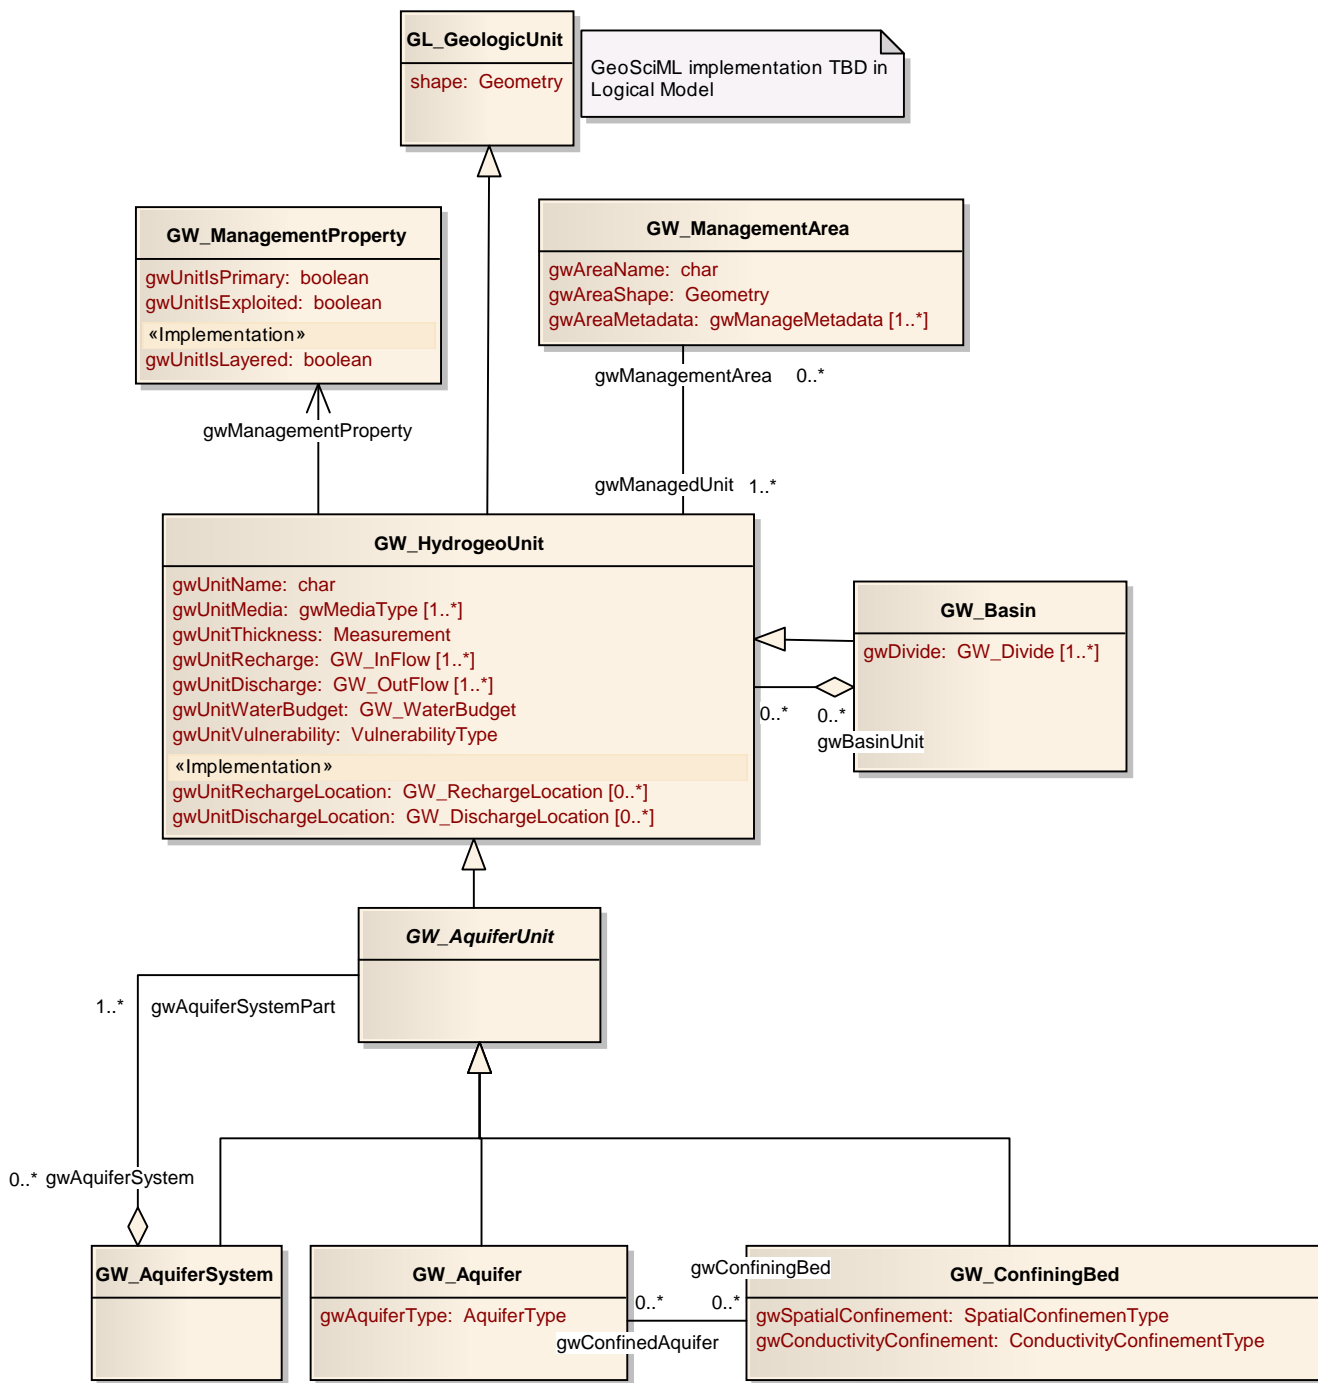 GL_GeologicUnit
shape: Geometry
GeoSciML implementation TBD in
Logical Model
GW_ManagementProperty
gwUnitIsPrimary: boolean
gwUnitIsExploited: boolean
«Implementation»
gwUnitIsLayered: boolean
GW_ManagementArea
gwAreaName: char
gwAreaShape: Geometry
gwAreaMetadata: gwManageMetadata [1..*]
gwManagementArea 0..*
gwManagementProperty
gwManagedUnit 1..*
GW_HydrogeoUnit
gwUnitName: char
gwUnitMedia: gwMediaType [1..*]
gwUnitThickness: Measurement
gwUnitRecharge: GW_InFlow [1..*]
gwUnitDischarge: GW_OutFlow [1..*]
gwUnitWaterBudget: GW_WaterBudget
gwUnitVulnerability: VulnerabilityType
«Implementation»
gwUnitRechargeLocation: GW_RechargeLocation [0..*]
gwUnitDischargeLocation: GW_DischargeLocation [0..*]
GW_Basin
gwDivide: GW_Divide [1..*]
0..* 0..*
gwBasinUnit
GW_AquiferUnit
1..* gwAquiferSystemPart
0..* gwAquiferSystem
GW_AquiferSystem
GW_Aquifer
gwAquiferType: AquiferType
gwConfiningBed
0..* 0..*
gwConfinedAquifer
GW_ConfiningBed
gwSpatialConfinement: SpatialConfinemenType
gwConductivityConfinement: ConductivityConfinementType